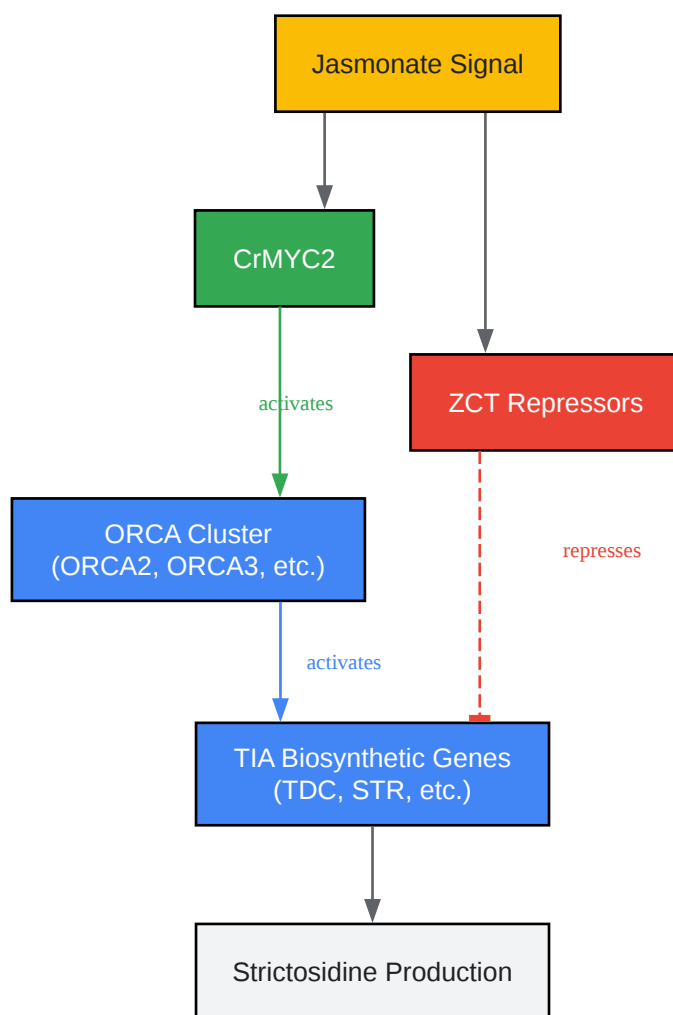 Jasmonate Signal
CrMYC2
activates
ZCT Repressors
ORCA Cluster
(ORCA2, ORCA3, etc.)
represses
activates
TIA Biosynthetic Genes
(TDC, STR, etc.)
Strictosidine Production